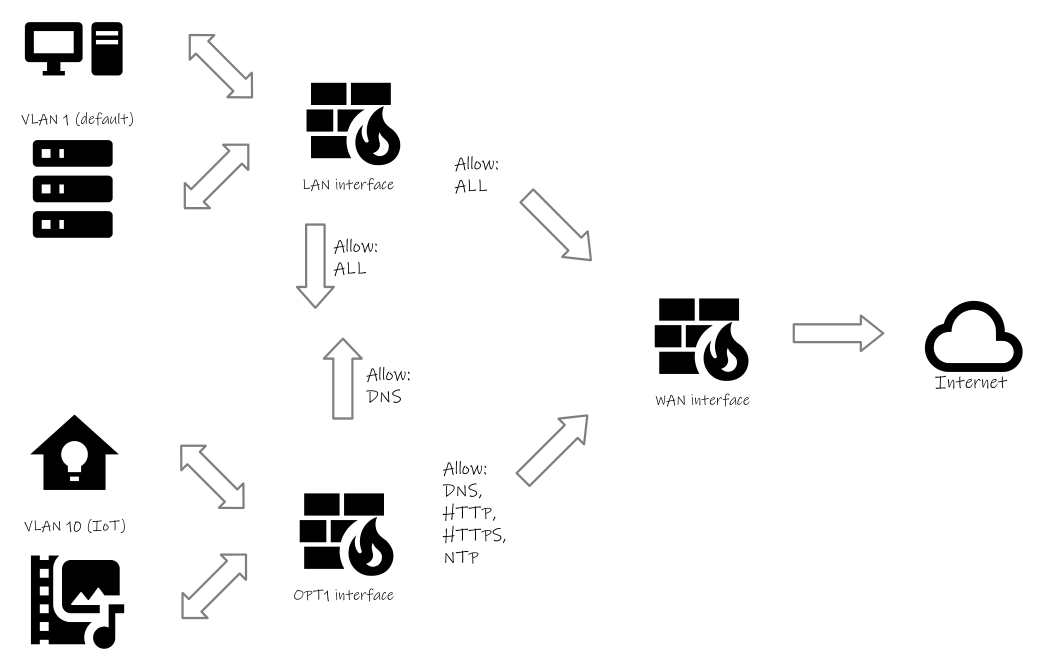 VLAN 1 (default)
LAN interface
Allow:
ALL
Allow:
ALL
Allow:
DNS
WAN interface
Internet
VLAN 10 (IoT)
Allow:
DNS,
HTTP,
HTTPS,
NTP
OPT1 interface